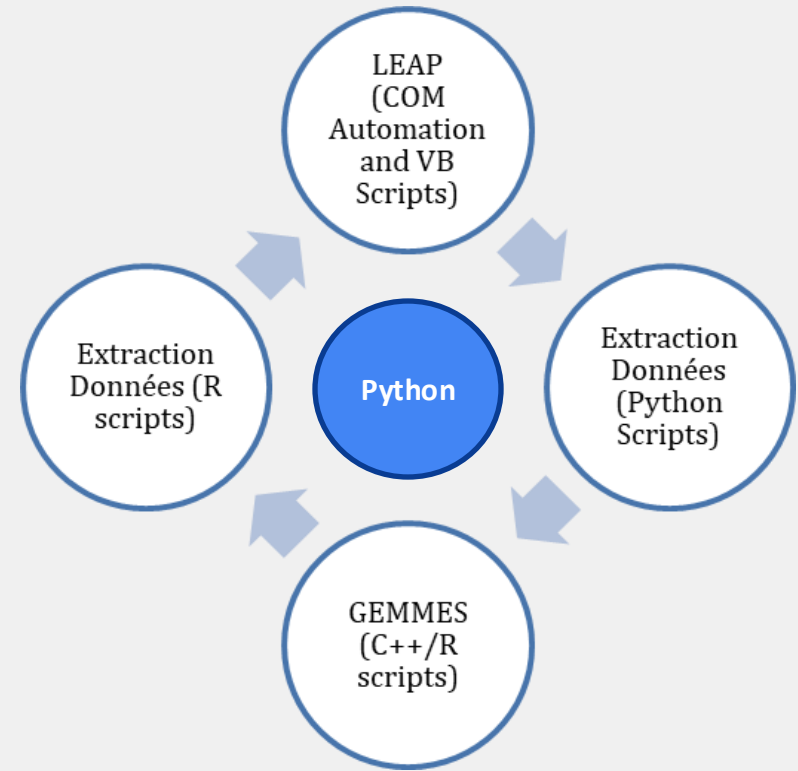 LEAP
(COM
Automation
and VB
Scripts)
Extraction
Données (R
scripts)
Python
Extraction
Données
(Python
Scripts)
GEMMES
(C++/R
scripts)